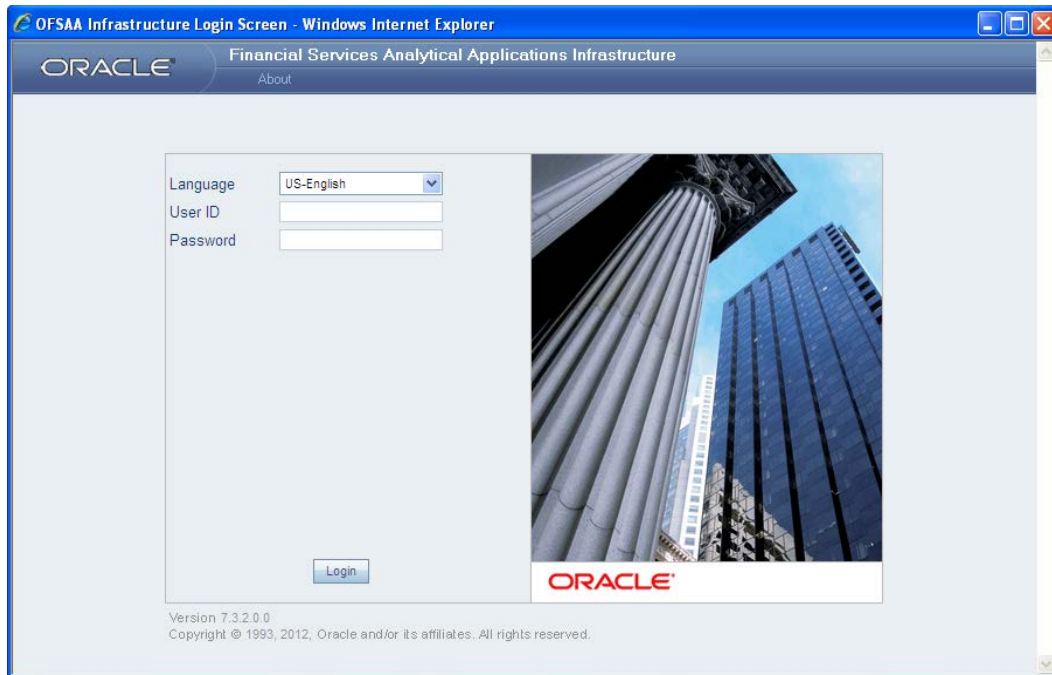 OFSAA Infrastructure Login Screen - Windows Internet Explorer
ORACLE
Financial Services Analytical Applications Infrastructure
About
Language
US-English
User ID
Password
Login
ORACLE
Version 7.3.2.0.0
Copyright © 1993, 2012, Oracle and/or its affiliates. All rights reserved.